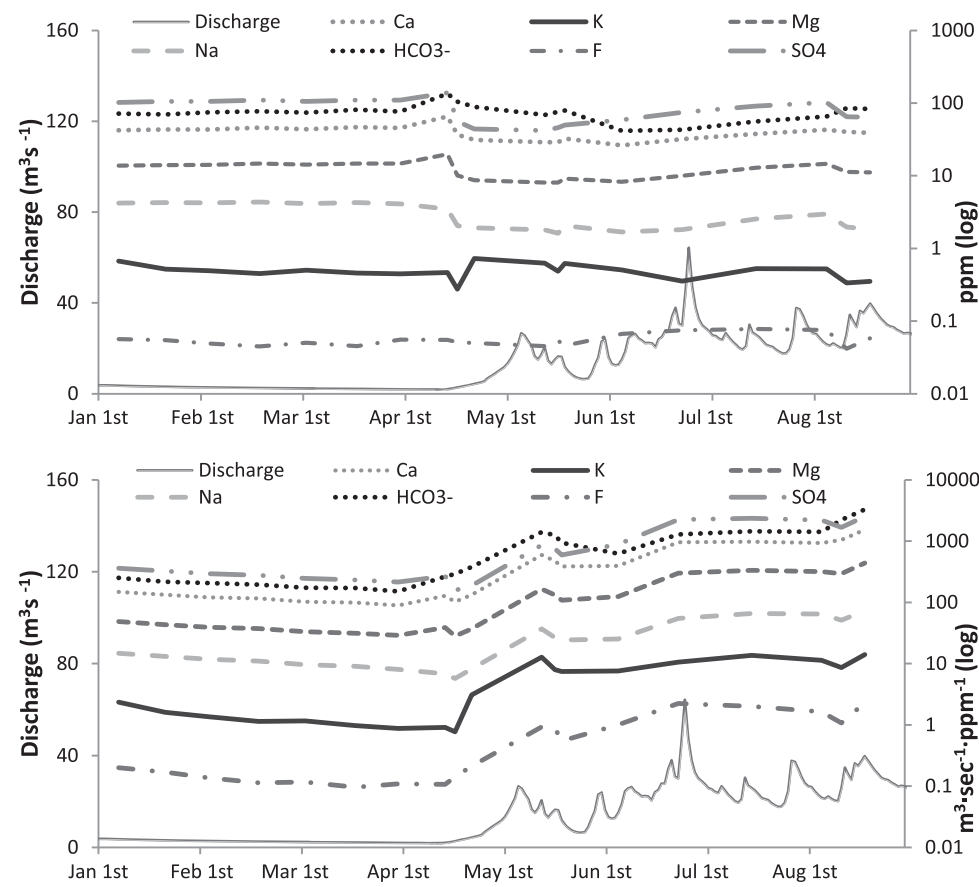 Discharge Ca K Mg
Na HCO3- F SO4
160 1000
120 100
10
80
1
40
0.1
0 0.01
Discharge (m³s ⁻¹)
ppm (log)
Jan 1st Feb 1st Mar 1st Apr 1st May 1st Jun 1st Jul 1st Aug 1st
Discharge Ca K Mg
Na HCO3- F SO4
160 10000
1000
120
100
80 10
1
40
0.1
0 0.01
Discharge (m³s ⁻¹)
m³·sec⁻¹·ppm⁻¹ (log)
Jan 1st Feb 1st Mar 1st Apr 1st May 1st Jun 1st Jul 1st Aug 1st